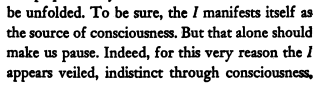 be unfolded. To be sure, the I manifests itself as
the source of consciousness. But that alone should
make us pause. Indeed, for this very reason the I
appears veiled, indistinct through consciousness,